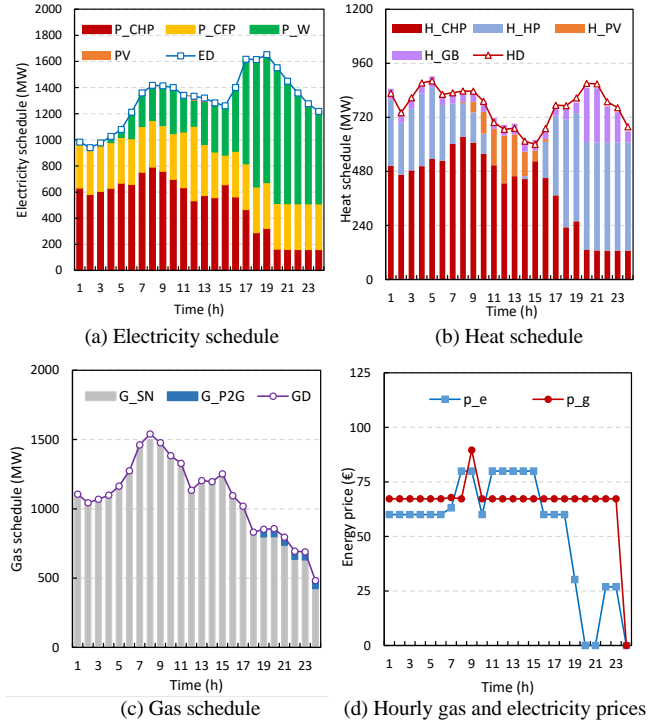 P_CHP P_CFP P_W
PV ED
Electricity schedule (MW)
2000
1800
1600
1400
1200
1000
800
600
400
200
0
1 3 5 7 9 11 13 15 17 19 21 23
Time (h)
(a) Electricity schedule
H_CHP H_HP H_PV
H_GB HD
Heat schedule (MW)
1200
960
720
480
240
0
1 3 5 7 9 11 13 15 17 19 21 23
Time (h)
(b) Heat schedule
G_SN G_P2G GD
Gas schedule (MW)
2000
1500
1000
500
0
1 3 5 7 9 11 13 15 17 19 21 23
Time (h)
(c) Gas schedule
p_e p_g
Energy price (€)
125
100
75
50
25
0
1 3 5 7 9 11 13 15 17 19 21 23
Time (h)
(d) Hourly gas and electricity prices